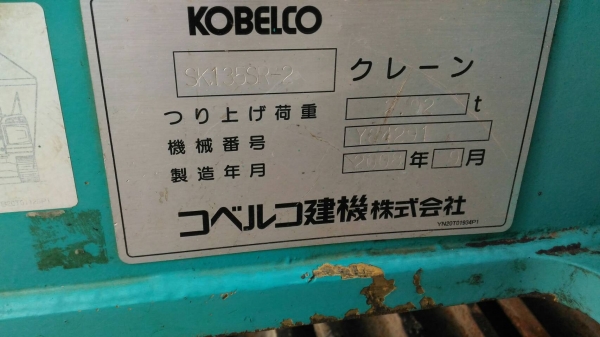 KOBELCO
SK135SR-2 クレーン
つり上げ荷重 t
機械番号
製造年月 年 月
コベルコ建機株式会社
YN20T01934P1